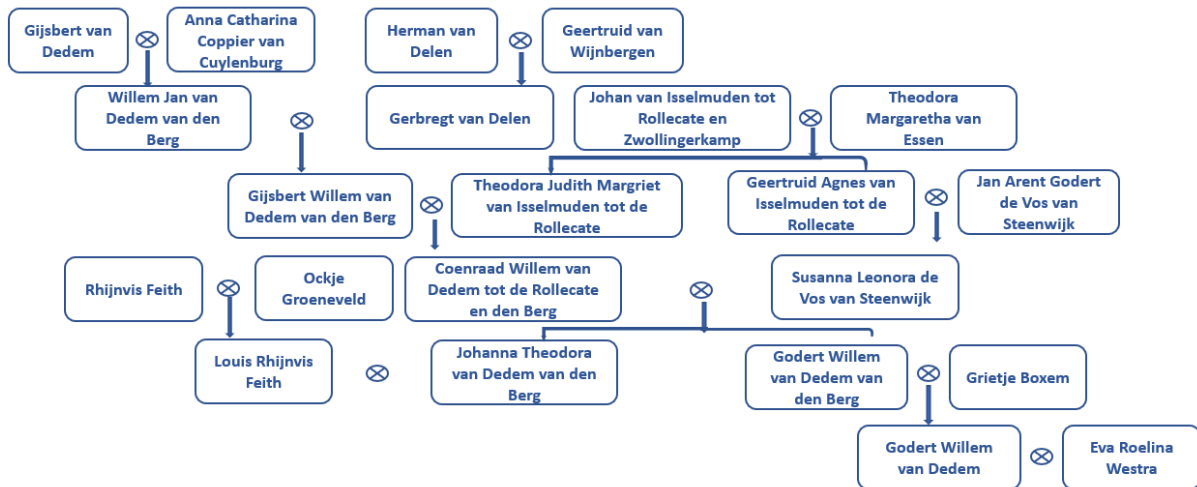 Gijsbert van
Dedem
Anna Catharina
Coppier van
Cuylenburg
Herman van
Delen
Geertruid van
Wijnbergen
Willem Jan van
Dedem van den
Berg
Gerbregt van Delen
Johan van Isselmuden tot
Rollecate en
Zwollingerkamp
Theodora
Margaretha van
Essen
Gijsbert Willem van
Dedem van den Berg
Theodora Judith Margriet
van Isselmuden tot de
Rollecate
Geertruid Agnes van
Isselmuden tot de
Rollecate
Jan Arent Godert
de Vos van
Steenwijk
Rhijnvis Feith
Ockje
Groeneveld
Coenraad Willem van
Dedem tot de Rollecate
en den Berg
Susanna Leonora de
Vos van Steenwijk
Louis Rhijnvis
Feith
Johanna Theodora
van Dedem van den
Berg
Godert Willem
van Dedem van
den Berg
Grietje Boxem
Godert Willem
van Dedem
Eva Roelina
Westra